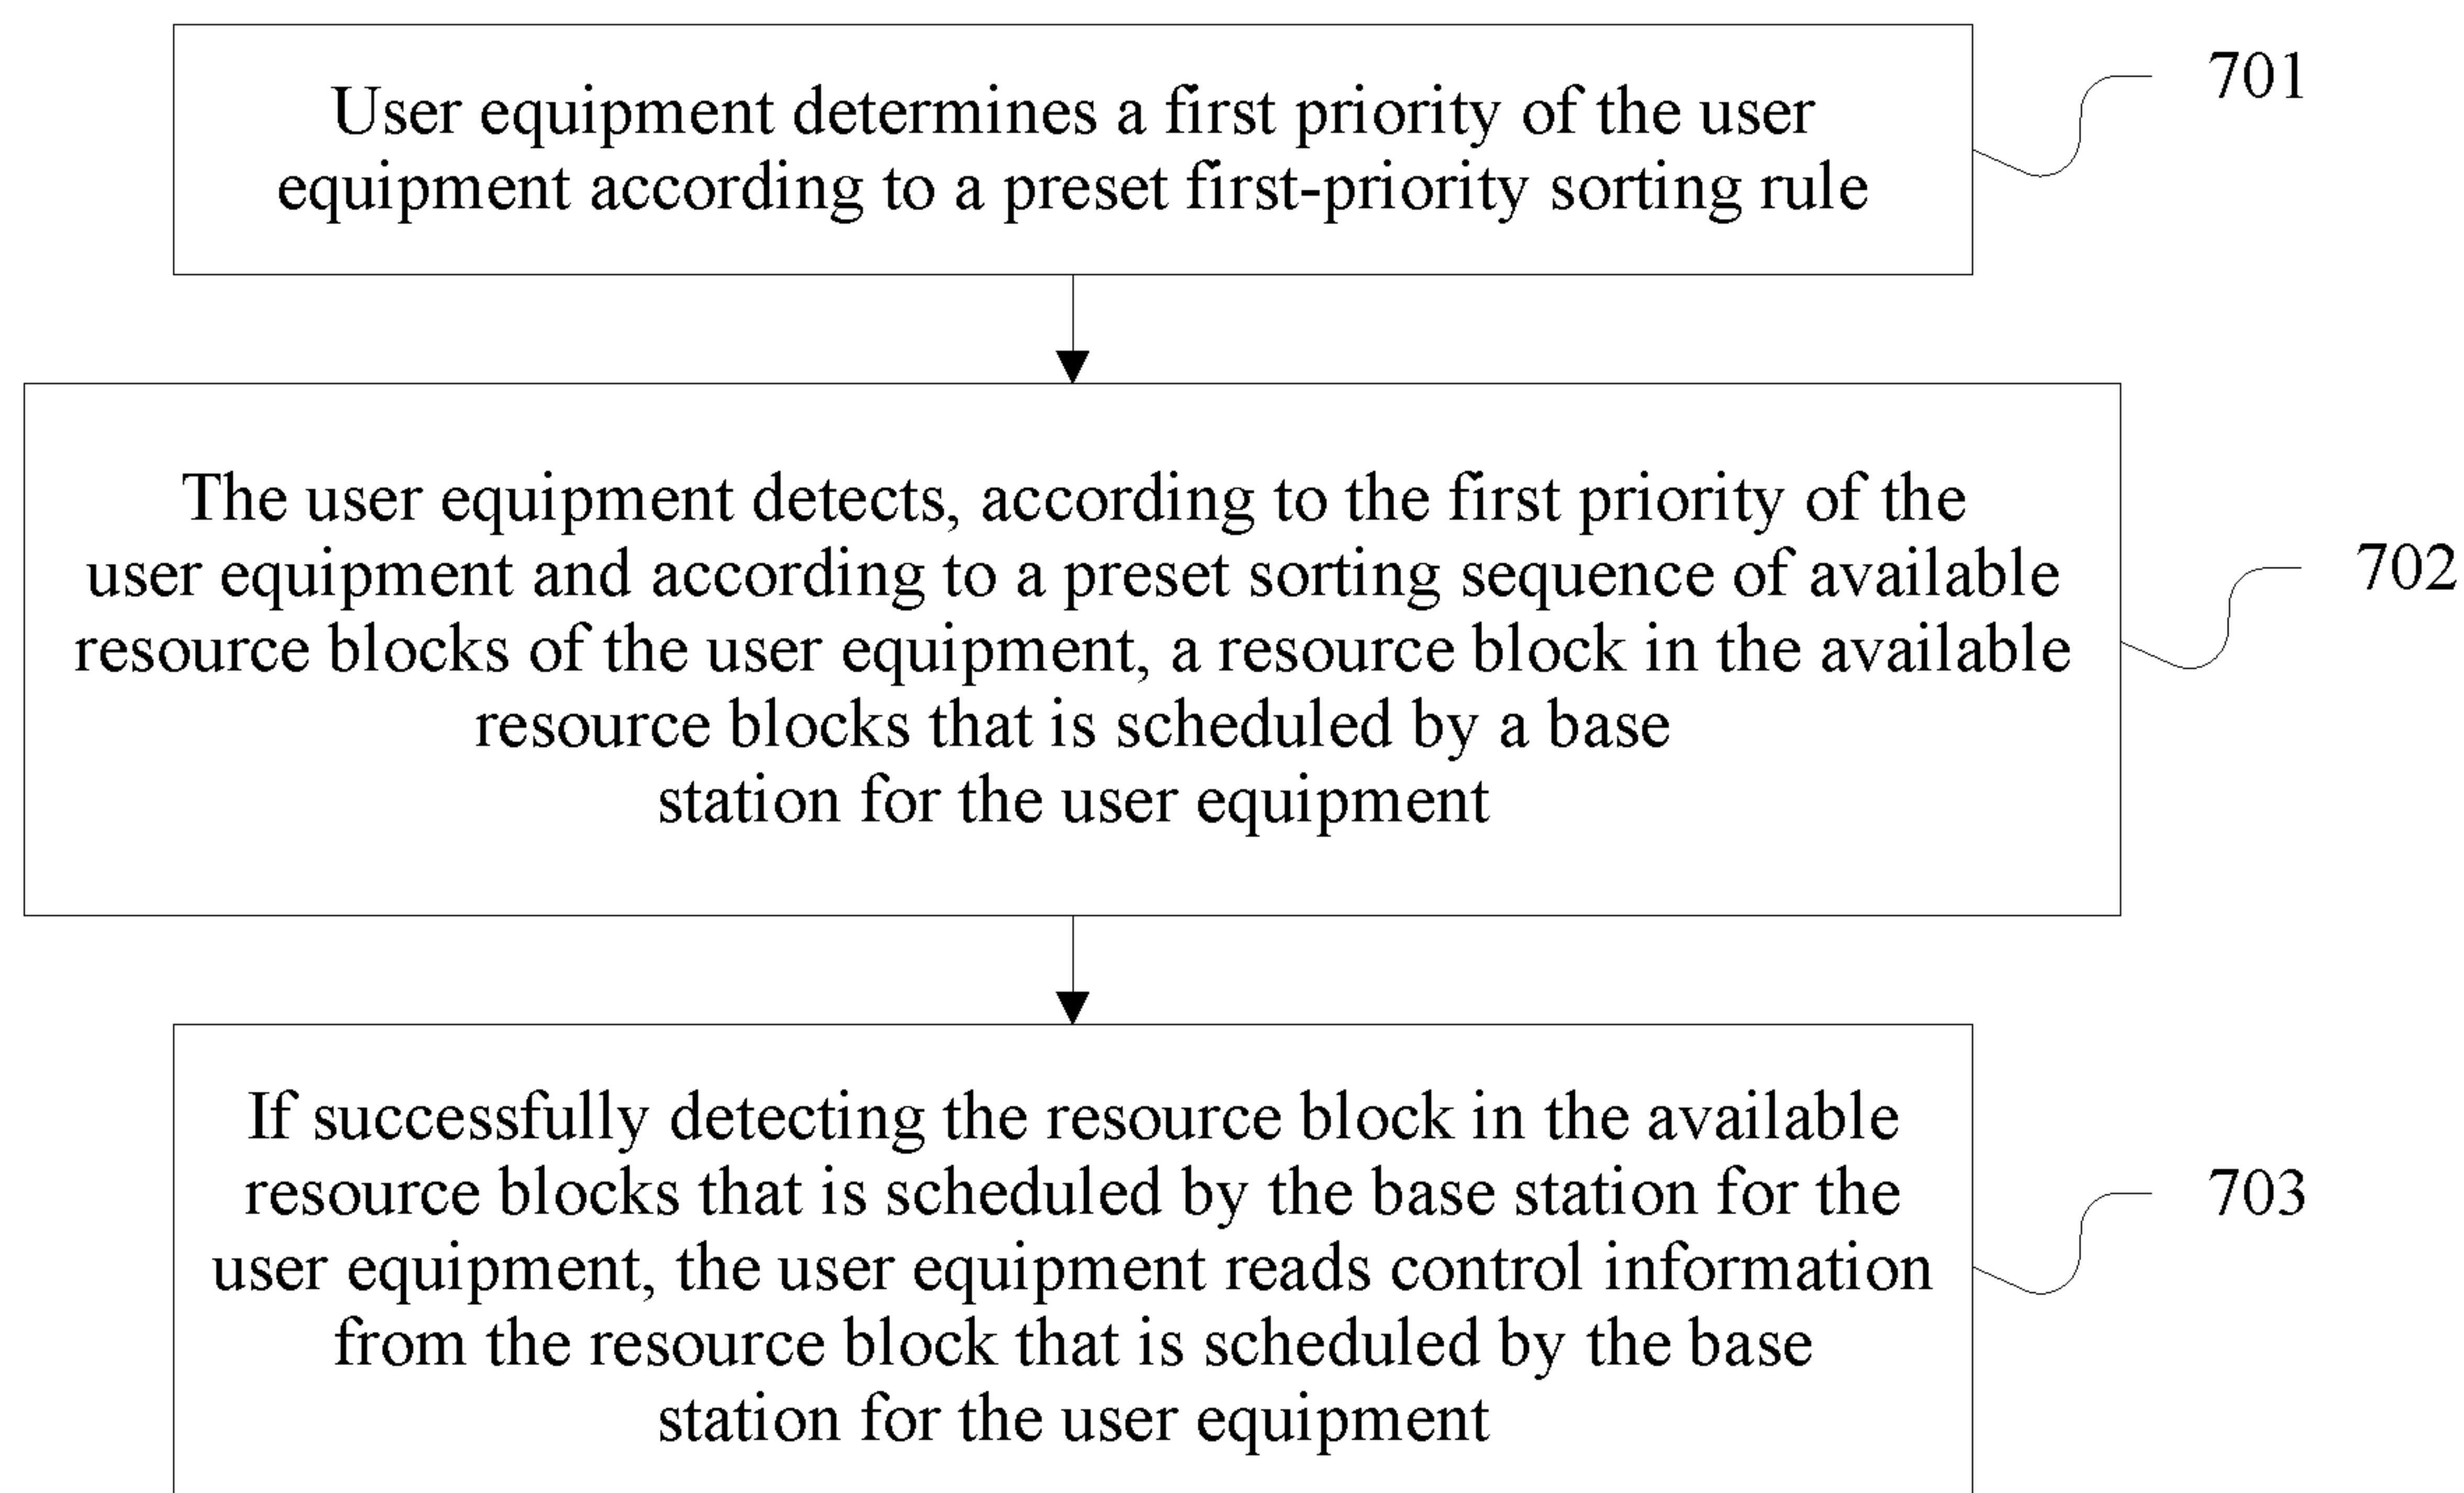 User equipment determines a first priority of the user
equipment according to a preset first-priority sorting rule
701
The user equipment detects, according to the first priority of the
user equipment and according to a preset sorting sequence of available
resource blocks of the user equipment, a resource block in the available
resource blocks that is scheduled by a base
station for the user equipment
702
If successfully detecting the resource block in the available
resource blocks that is scheduled by the base station for the
user equipment, the user equipment reads control information
from the resource block that is scheduled by the base
station for the user equipment
703